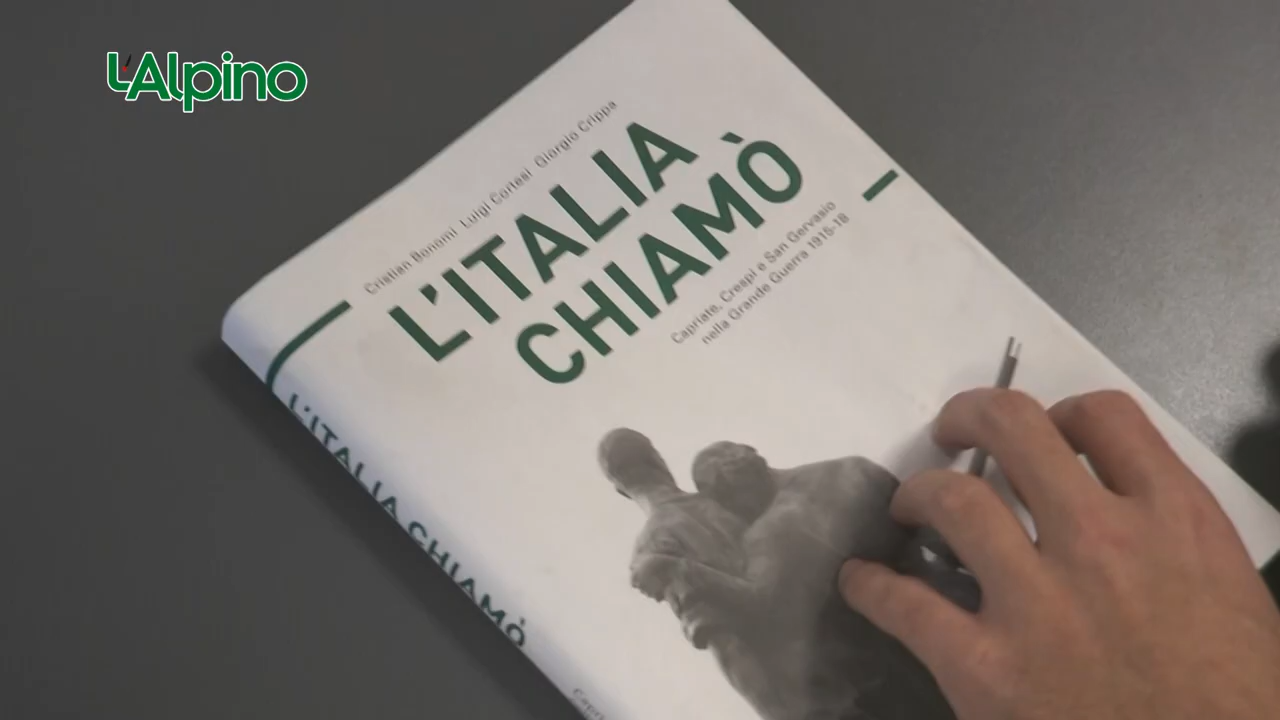 L'Alpino
Cristian Bonomi Luigi Cortesi Giorgio Crippa
L'ITALIA
CHIAMÒ
Capriate, Crespi e San Gervasio
nella Grande Guerra 1915-18
L'ITALIA CHIAMÒ